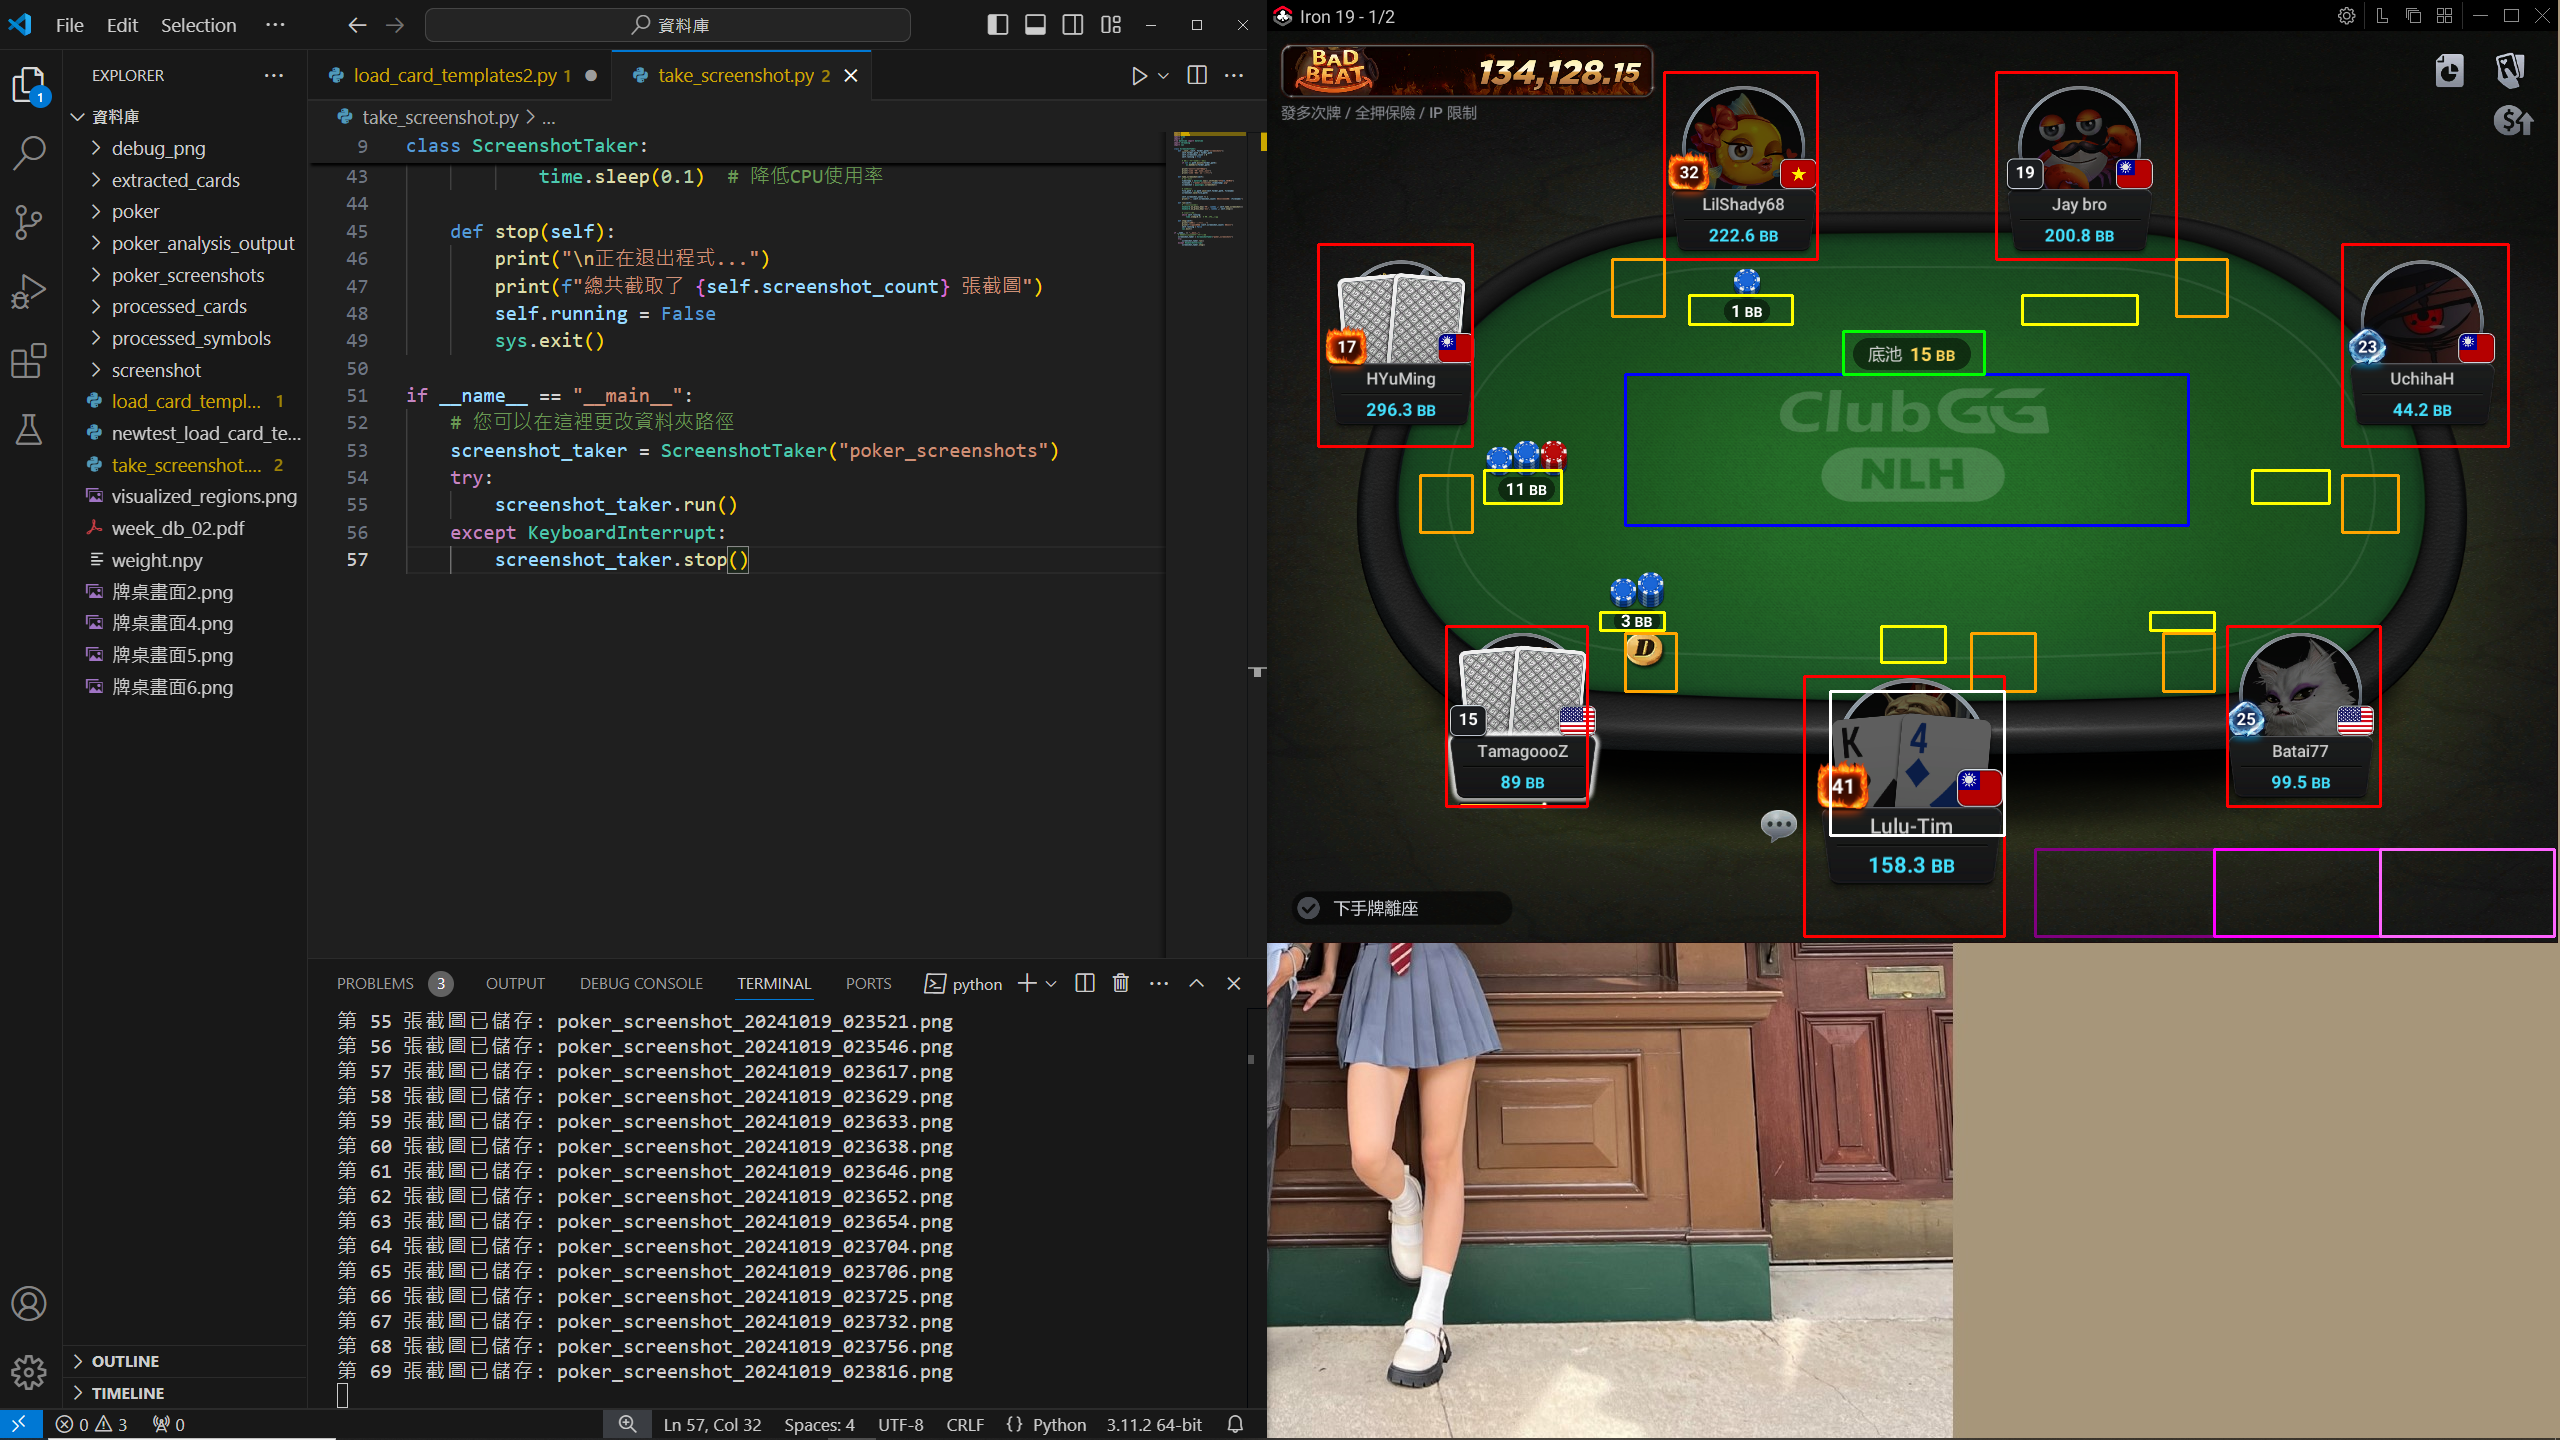 File Edit Selection ···
資料庫
EXPLORER
資料庫
debug_png
extracted_cards
poker
poker_analysis_output
poker_screenshots
processed_cards
processed_symbols
screenshot
load_card_templ... 1
newtest_load_card_te...
take_screenshot.... 2
visualized_regions.png
week_db_02.pdf
weight.npy
牌桌畫面2.png
牌桌畫面4.png
牌桌畫面5.png
牌桌畫面6.png
OUTLINE
TIMELINE
1
load_card_templates2.py 1
take_screenshot.py 2
take_screenshot.py > ...
9 class ScreenshotTaker:
43 time.sleep(0.1) # 降低CPU使用率
44
45 def stop(self):
46 print("\n正在退出程式...")
47 print(f"總共截取了 {self.screenshot_count} 張截圖")
48 self.running = False
49 sys.exit()
50
51 if __name__ == "__main__":
52 # 您可以在這裡更改資料夾路徑
53 screenshot_taker = ScreenshotTaker("poker_screenshots")
54 try:
55 screenshot_taker.run()
56 except KeyboardInterrupt:
57 screenshot_taker.stop()
PROBLEMS 3 OUTPUT DEBUG CONSOLE TERMINAL PORTS python
第 55 張截圖已儲存: poker_screenshot_20241019_023521.png
第 56 張截圖已儲存: poker_screenshot_20241019_023546.png
第 57 張截圖已儲存: poker_screenshot_20241019_023617.png
第 58 張截圖已儲存: poker_screenshot_20241019_023629.png
第 59 張截圖已儲存: poker_screenshot_20241019_023633.png
第 60 張截圖已儲存: poker_screenshot_20241019_023638.png
第 61 張截圖已儲存: poker_screenshot_20241019_023646.png
第 62 張截圖已儲存: poker_screenshot_20241019_023652.png
第 63 張截圖已儲存: poker_screenshot_20241019_023654.png
第 64 張截圖已儲存: poker_screenshot_20241019_023704.png
第 65 張截圖已儲存: poker_screenshot_20241019_023706.png
第 66 張截圖已儲存: poker_screenshot_20241019_023725.png
第 67 張截圖已儲存: poker_screenshot_20241019_023732.png
第 68 張截圖已儲存: poker_screenshot_20241019_023756.png
第 69 張截圖已儲存: poker_screenshot_20241019_023816.png
0 3 0 Ln 57, Col 32 Spaces: 4 UTF-8 CRLF {} Python 3.11.2 64-bit
Iron 19 - 1/2
BAD BEAT 134,128.15
發多次牌 / 全押保險 / IP 限制
32
LilShady68
222.6 BB
19
Jay bro
200.8 BB
17
HYuMing
296.3 BB
1 BB
底池 15 BB
23
UchihaH
44.2 BB
ClubGG
NLH
11 BB
3 BB
D
15
TamagoooZ
89 BB
K 4
41
Lulu-Tim
158.3 BB
25
Batai77
99.5 BB
下手牌離座